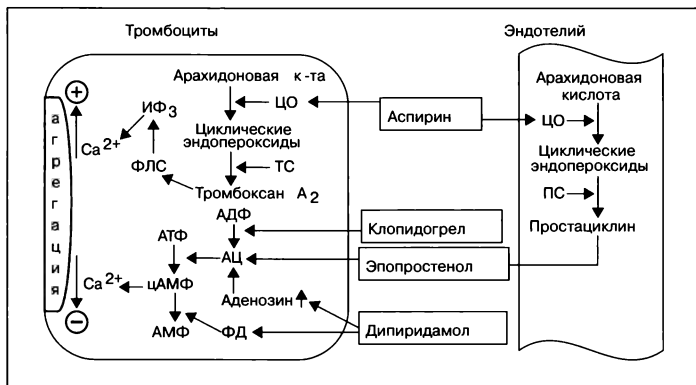 Тромбоциты
Эндотелий
Арахидоновая к-та
ЦО
Циклические
эндопероксиды
ТС
Тромбоксан А2
ФЛС
ИФ3
Ca2+
+
агрегация
−
Ca2+
АДФ
АЦ
АТФ
цАМФ
АМФ
Аденозин
ФД
Аспирин
Клопидогрел
Эпопростенол
Дипиридамол
Арахидоновая
кислота
ЦО
Циклические
эндопероксиды
ПС
Простациклин